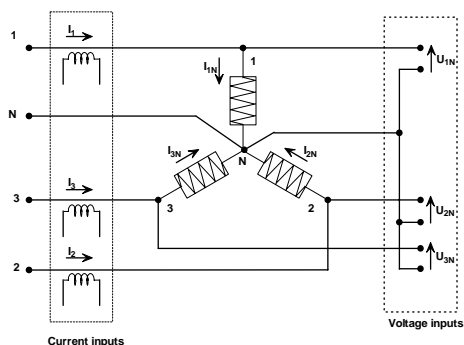 1
I1
1
U1N
I1N
N
I3N
I2N
N
3
I3
3
2
U2N
2
I2
U3N
Current inputs
Voltage inputs